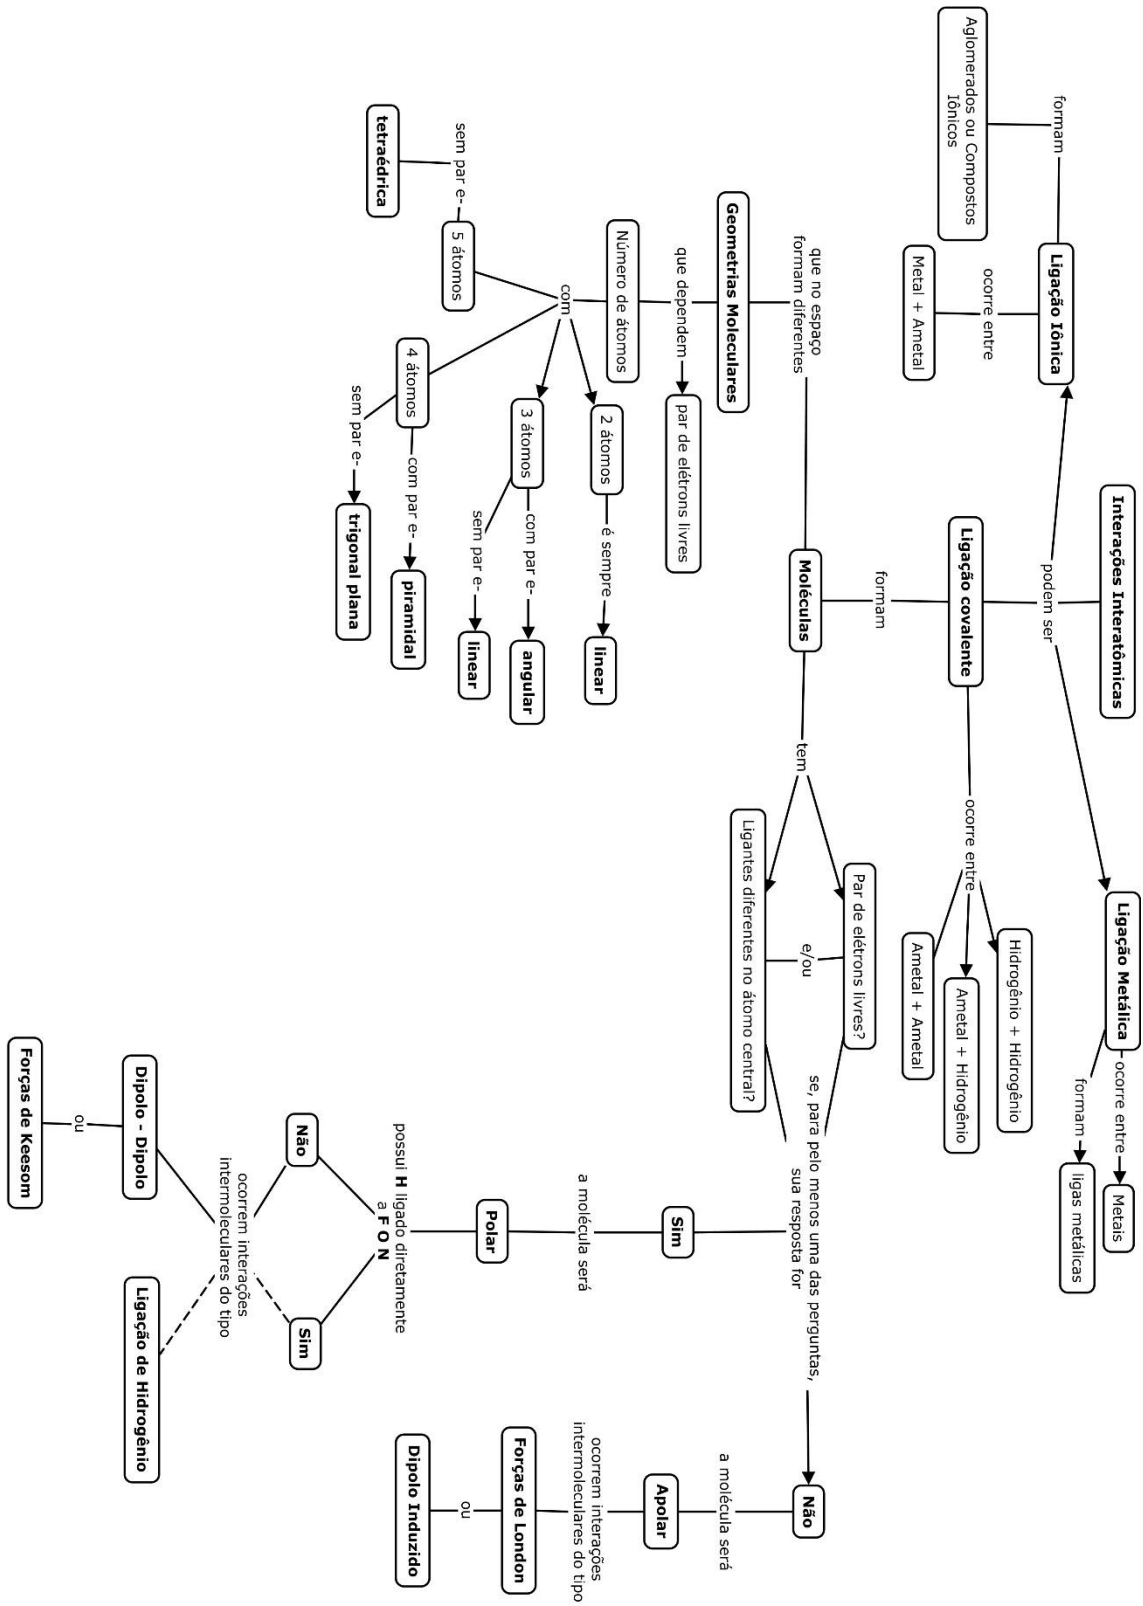 Interações Interatômicas
podem ser
Ligação Iônica
formam
Aglomerados ou Compostos
Iônicos
ocorre entre
Metal + Ametal
Ligação covalente
ocorre entre
Hidrogênio + Hidrogênio
Ametal + Hidrogênio
Ametal + Ametal
Ligação Metálica
ocorre entre
Metais
formam
ligas metálicas
formam
Moléculas
que no espaço
formam diferentes
Geometrias Moleculares
que dependem
par de elétrons livres
Número de átomos
com
2 átomos
é sempre
linear
3 átomos
com par e-
angular
sem par e-
linear
4 átomos
com par e-
piramidal
sem par e-
trigonal plana
5 átomos
sem par e-
tetraédrica
tem
Par de elétrons livres?
e/ou
Ligantes diferentes no átomo central?
se, para pelo menos uma das perguntas,
sua resposta for
Sim
a molécula será
Polar
possui H ligado diretamente
a F O N
Não
Sim
ocorrem interações
intermoleculares do tipo
Dipolo - Dipolo
ou
Forças de Keesom
Ligação de Hidrogênio
Não
a molécula será
Apolar
ocorrem interações
intermoleculares do tipo
Forças de London
ou
Dipolo Induzido